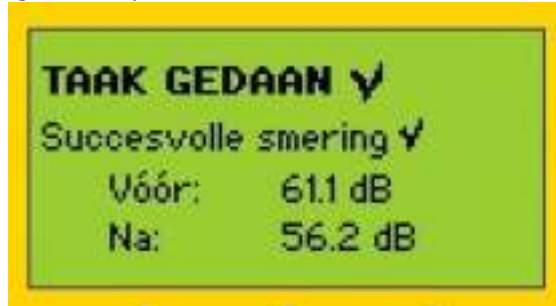 TAAK GEDAAN ✔
Succesvolle smering ✔
Vóór: 61.1 dB
Na: 56.2 dB